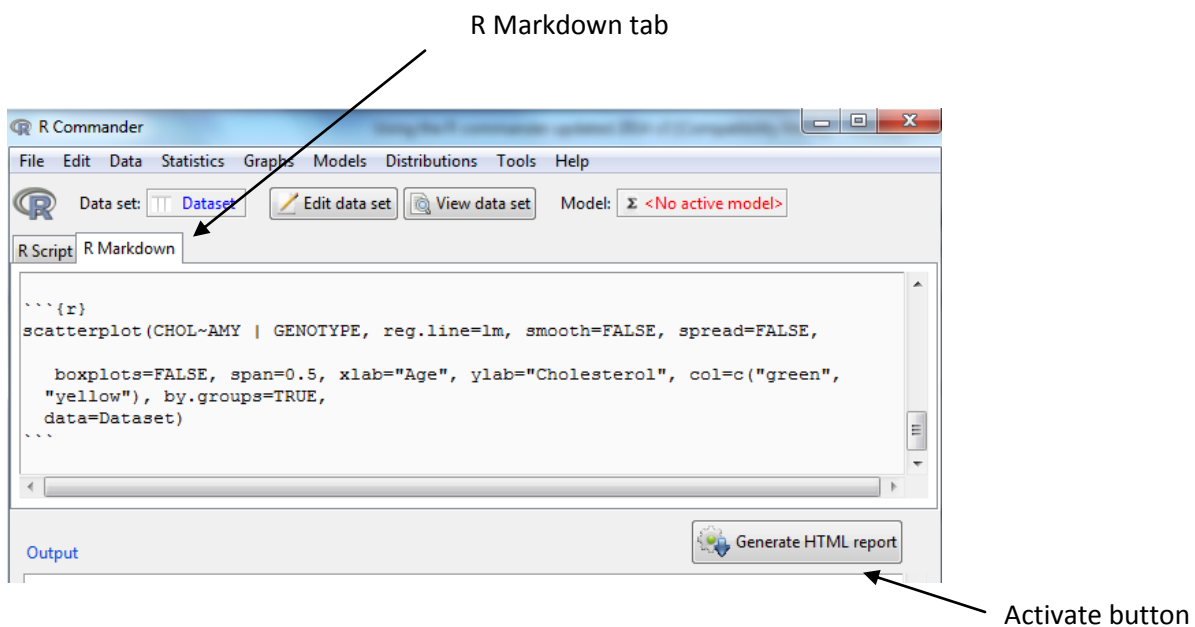 R Markdown tab
R Commander
File Edit Data Statistics Graphs Models Distributions Tools Help
Data set: Dataset Edit data set View data set Model: Σ <No active model>
R Script R Markdown
```{r}
scatterplot(CHOL~AMY | GENOTYPE, reg.line=lm, smooth=FALSE, spread=FALSE,
boxplots=FALSE, span=0.5, xlab="Age", ylab="Cholesterol", col=c("green",
"yellow"), by.groups=TRUE,
data=Dataset)
```
Generate HTML report
Output
Activate button